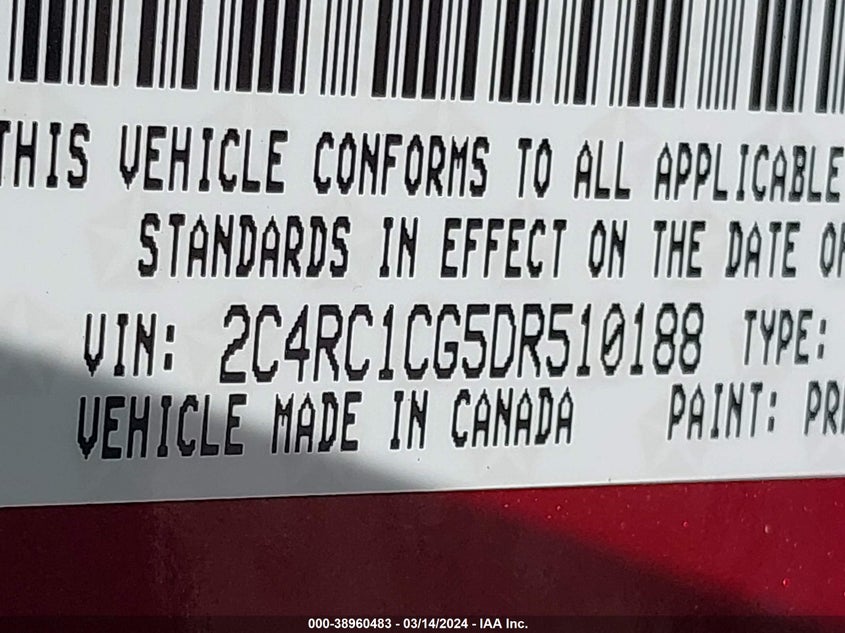 THIS VEHICLE CONFORMS TO ALL APPLICABLE
STANDARDS IN EFFECT ON THE DATE OF
VIN: 2C4RC1CG5DR510188 TYPE:
VEHICLE MADE IN CANADA PAINT:
000-38960483 - 03/14/2024 - IAA Inc.